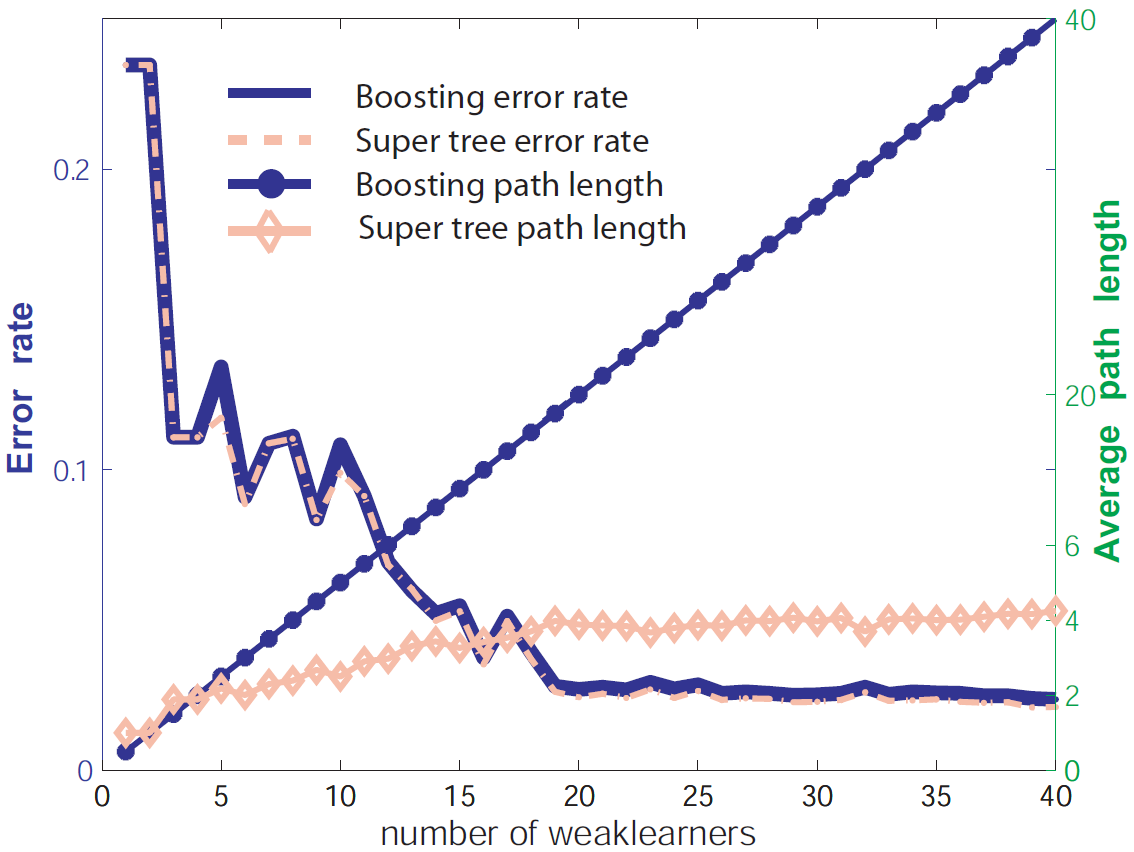 40
Boosting error rate
Super tree error rate
0.2
Boosting path length
Super tree path length
Error rate
20
Average path length
0.1
6
4
2
0
0
0
5
10
15
20
25
30
35
40
number of weaklearners